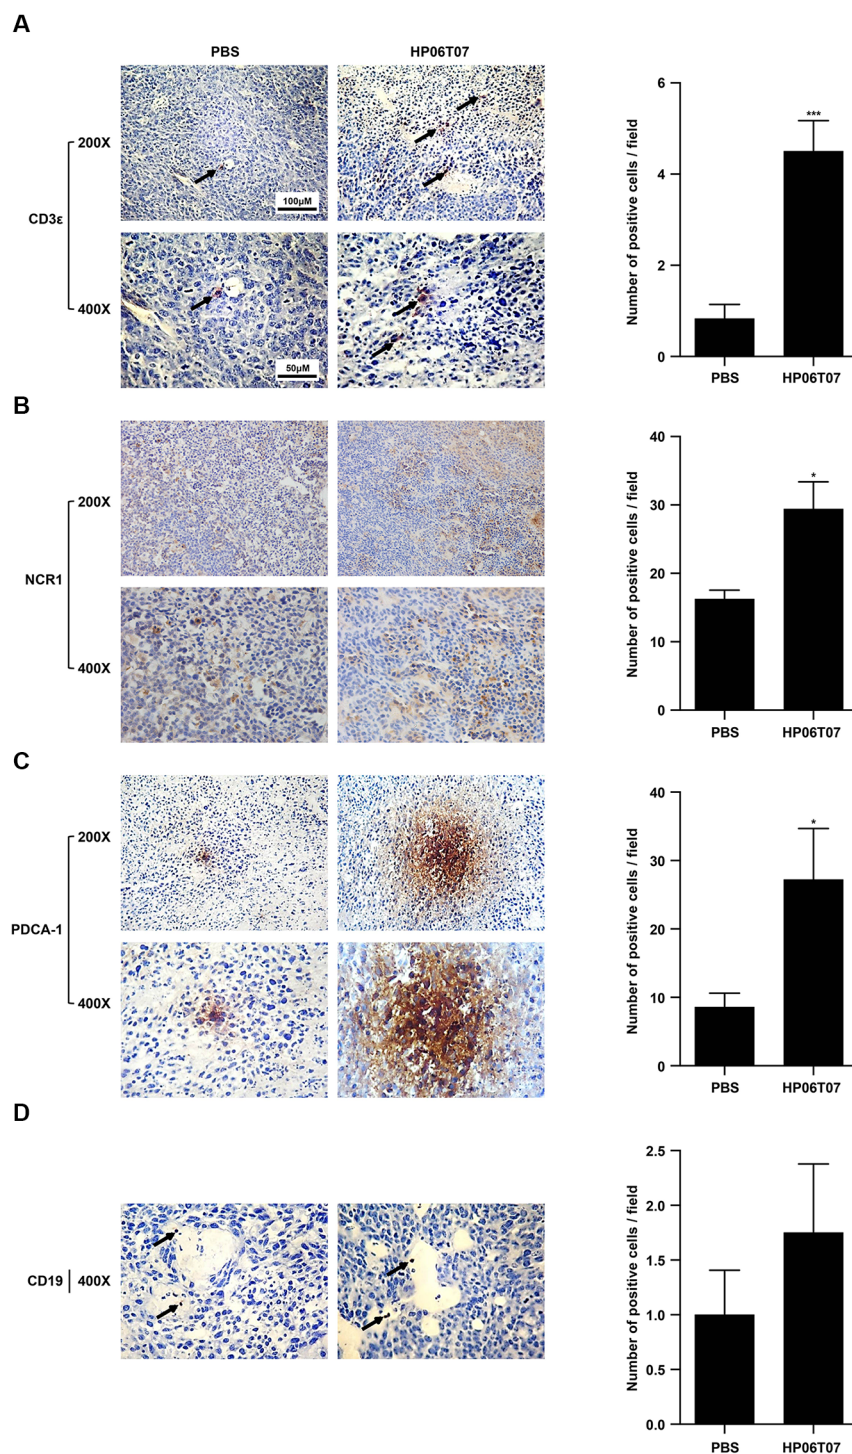 A
PBS HP06T07
CD3ε
200X
400X
100µM
50µM
Number of positive cells / field
6
4
2
0
***
PBS HP06T07
B
NCR1
200X
400X
Number of positive cells / field
40
30
20
10
0
*
PBS HP06T07
C
PDCA-1
200X
400X
Number of positive cells / field
40
30
20
10
0
*
PBS HP06T07
D
CD19 400X
Number of positive cells / field
2.5
2.0
1.5
1.0
0.5
0.0
PBS HP06T07